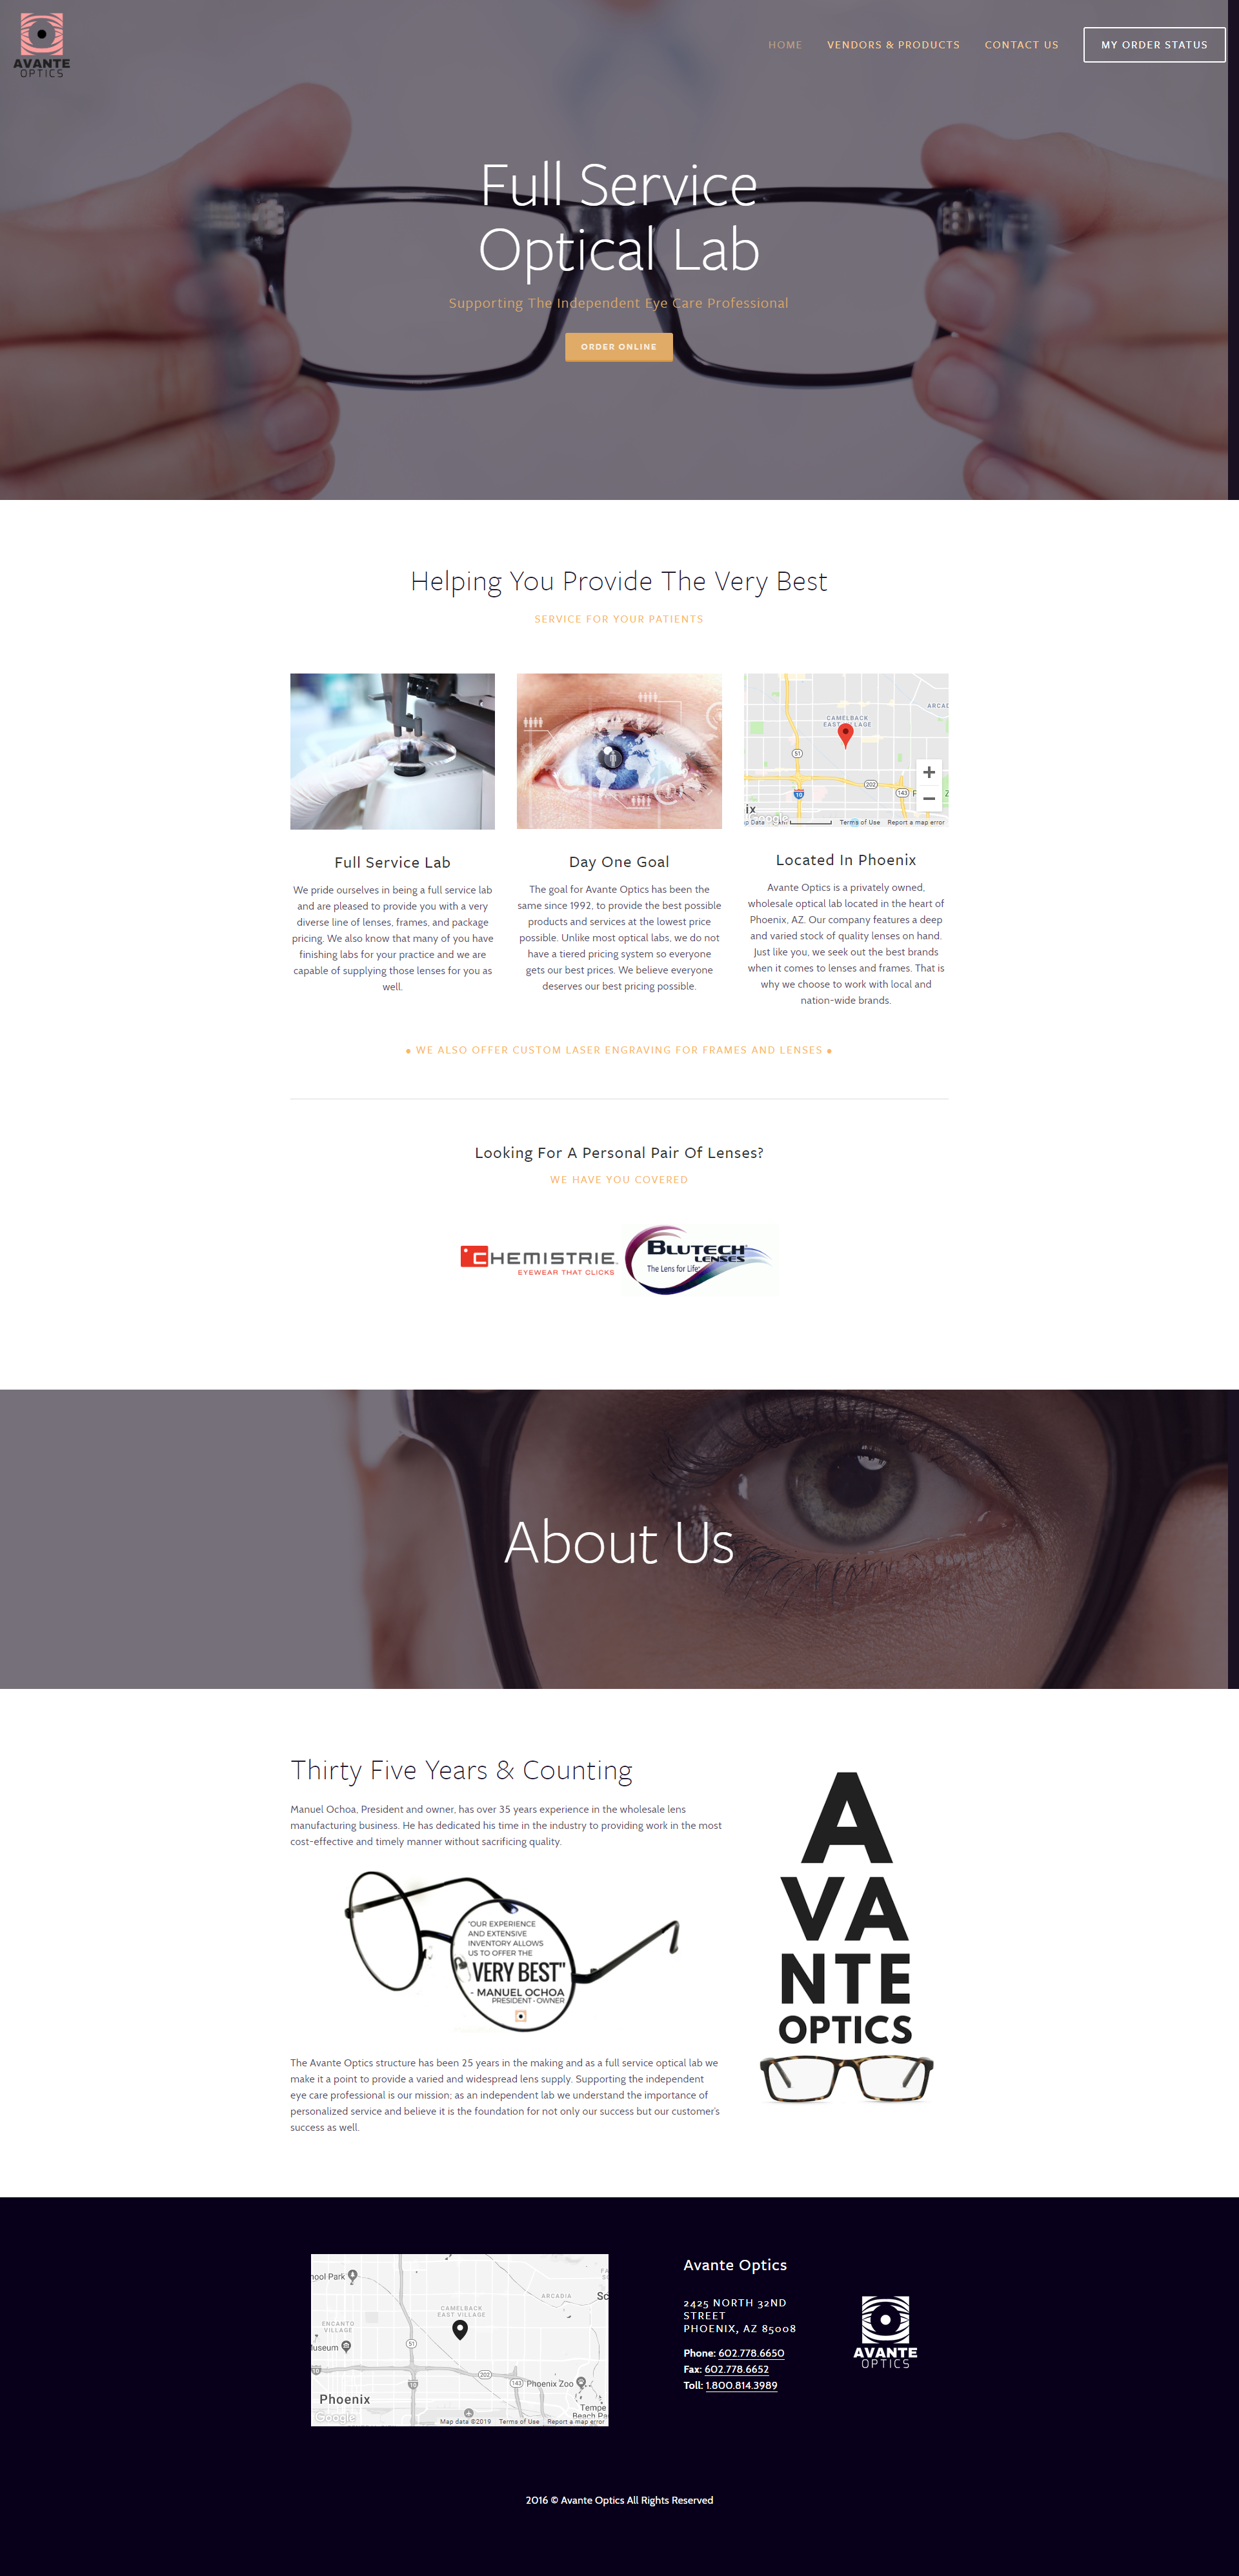 AVANTE
OPTICS
HOME
VENDORS & PRODUCTS
CONTACT US
MY ORDER STATUS
Full Service
Optical Lab
Supporting The Independent Eye Care Professional
ORDER ONLINE
Helping You Provide The Very Best
SERVICE FOR YOUR PATIENTS
ARCAD
CAMELBACK
EAST VILLAGE
51
202
10
143
ix
Google
Terms of Use
Report a map error
Full Service Lab
We pride ourselves in being a full service lab
and are pleased to provide you with a very
diverse line of lenses, frames, and package
pricing. We also know that many of you have
finishing labs for your practice and we are
capable of supplying those lenses for you as
well.
Day One Goal
The goal for Avante Optics has been the
same since 1992, to provide the best possible
products and services at the lowest price
possible. Unlike most optical labs, we do not
have a tiered pricing system so everyone
gets our best prices. We believe everyone
deserves our best pricing possible.
Located In Phoenix
Avante Optics is a privately owned,
wholesale optical lab located in the heart of
Phoenix, AZ. Our company features a deep
and varied stock of quality lenses on hand.
Just like you, we seek out the best brands
when it comes to lenses and frames. That is
why we choose to work with local and
nation-wide brands.
● WE ALSO OFFER CUSTOM LASER ENGRAVING FOR FRAMES AND LENSES ●
Looking For A Personal Pair Of Lenses?
WE HAVE YOU COVERED
CHEMISTRIE
EYEWEAR THAT CLICKS
BLUTECH
LENSES
The Lens for Life
About Us
Thirty Five Years & Counting
Manuel Ochoa, President and owner, has over 35 years experience in the wholesale lens
manufacturing business. He has dedicated his time in the industry to providing work in the most
cost-effective and timely manner without sacrificing quality.
"OUR EXPERIENCE
AND EXTENSIVE
INVENTORY ALLOWS
US TO OFFER THE
VERY BEST"
- MANUEL OCHOA
PRESIDENT - OWNER
The Avante Optics structure has been 25 years in the making and as a full service optical lab we
make it a point to provide a varied and widespread lens supply. Supporting the independent
eye care professional is our mission; as an independent lab we understand the importance of
personalized service and believe it is the foundation for not only our success but our customer's
success as well.
A
VA
NTE
OPTICS
hool Park
ARCADIA
Sc
CAMELBACK
EAST VILLAGE
ENCANTO
VILLAGE
Museum
51
202
10
10
143
Phoenix Zoo
Phoenix
Tempe
Beach Pa
Google
Map data ©2019
Terms of Use
Report a map error
Avante Optics
2425 NORTH 32ND
STREET
PHOENIX, AZ 85008
Phone: 602.778.6650
Fax: 602.778.6652
Toll: 1.800.814.3989
AVANTE
OPTICS
2016 © Avante Optics All Rights Reserved